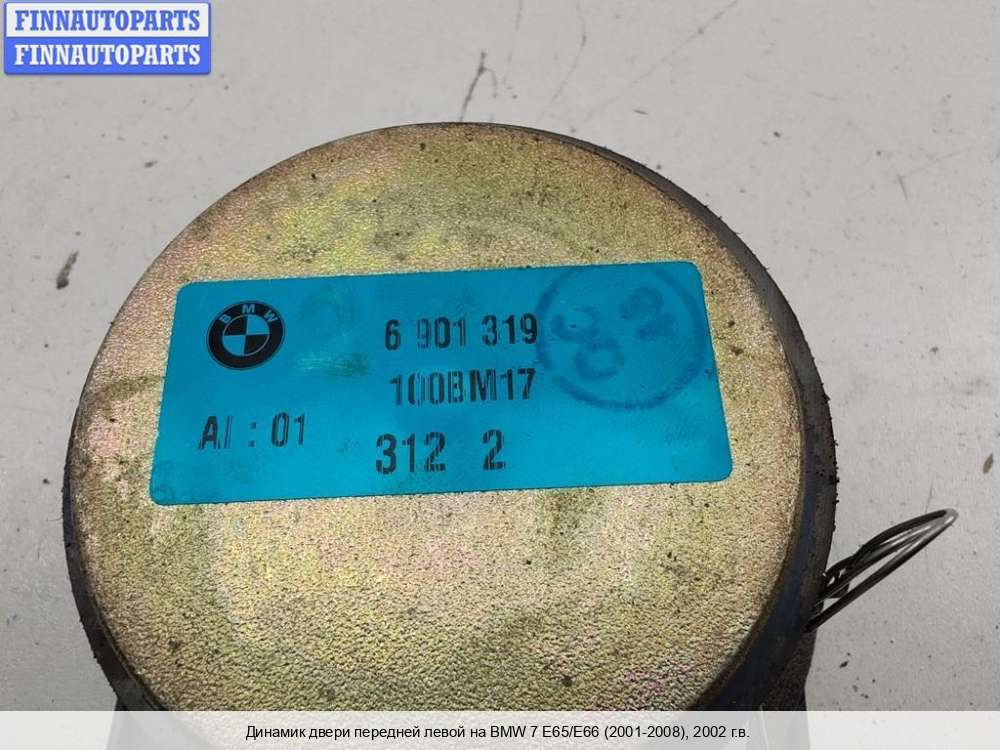 FINNAUTOPARTS
FINNAUTOPARTS
BMW
6 901 319
100BM17
AI : 01
312 2
Динамик двери передней левой на BMW 7 E65/E66 (2001-2008), 2002 г.в.